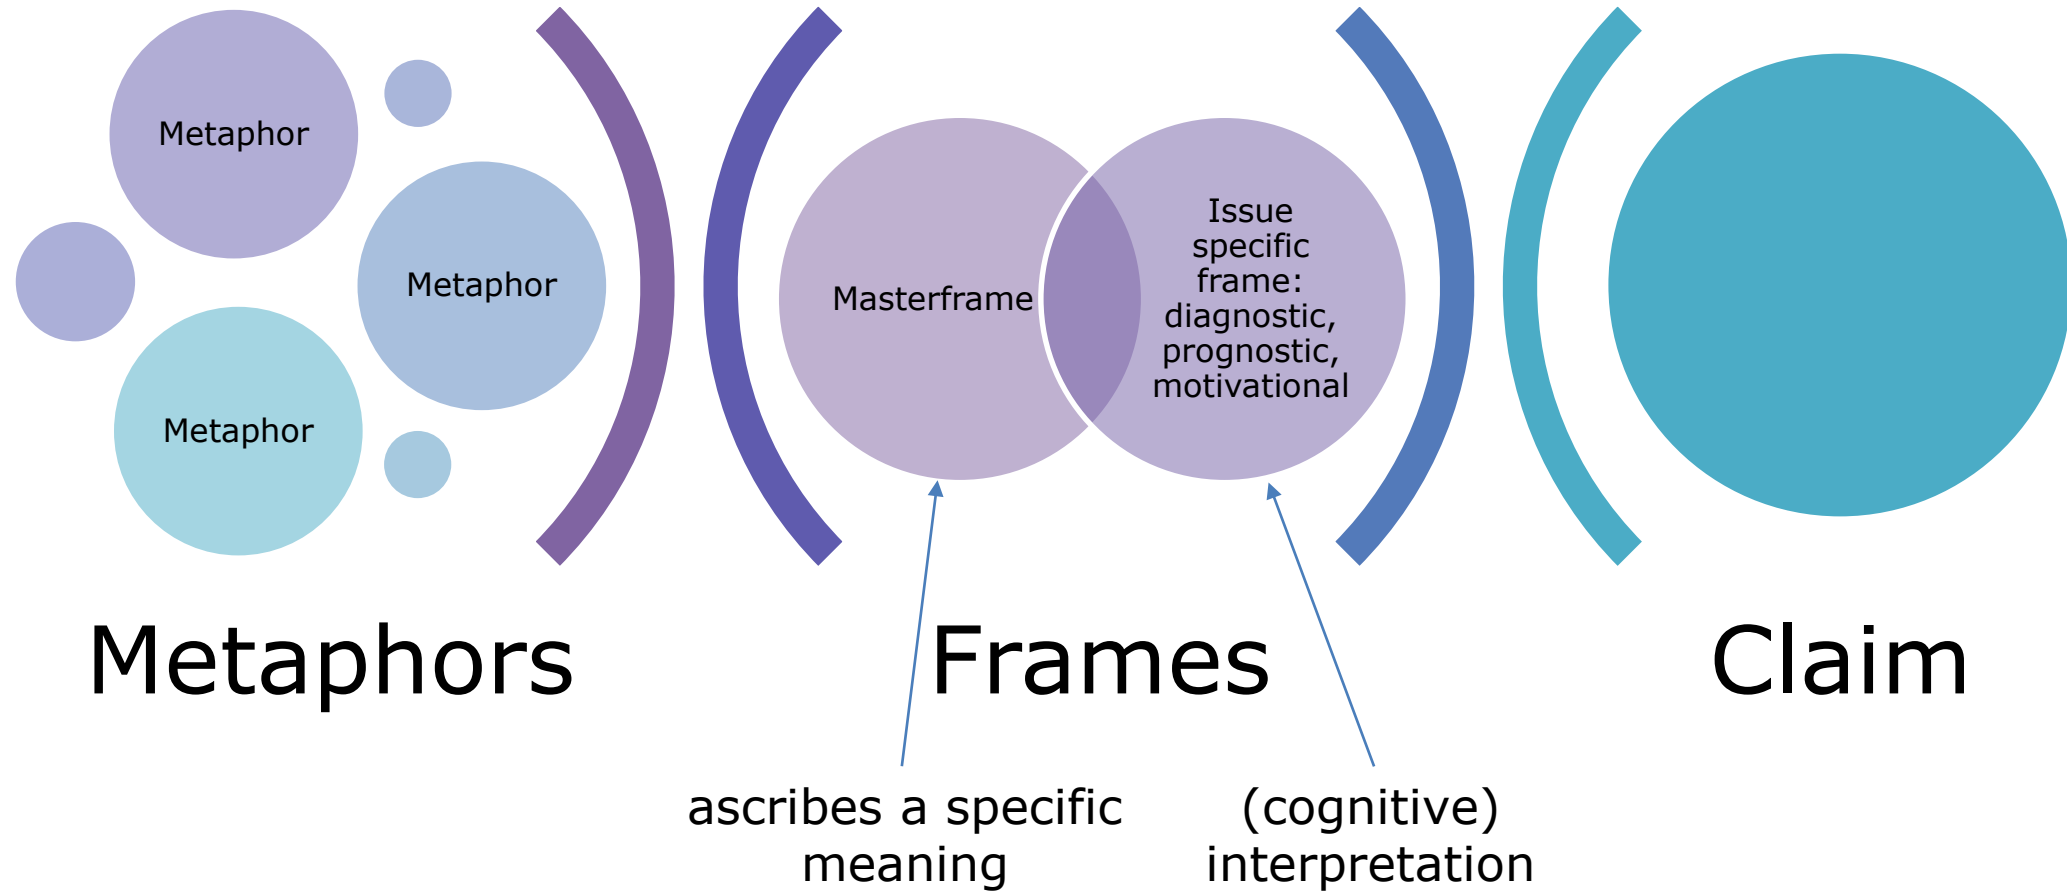 Metaphor
Metaphor
Metaphor
Masterframe
Issue
specific
frame:
diagnostic,
prognostic,
motivational
Metaphors
Frames
Claim
ascribes a specific
meaning
(cognitive)
interpretation